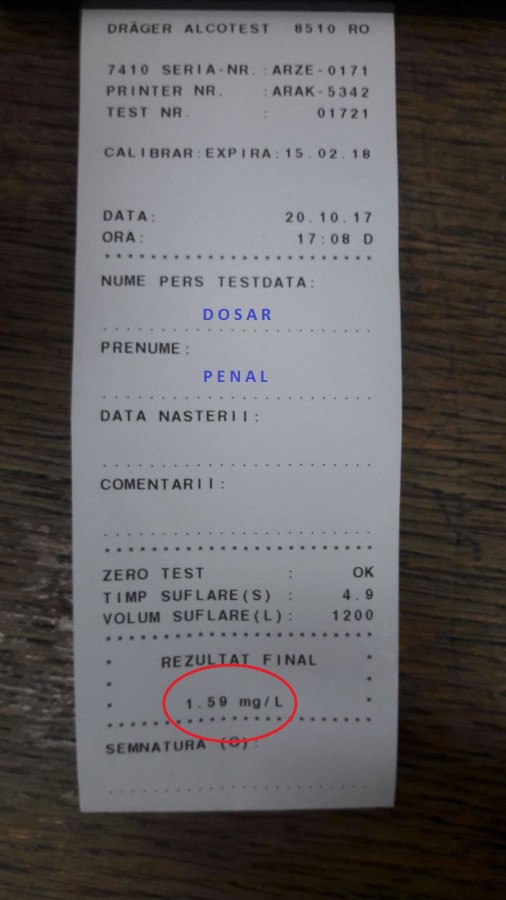 DRÄGER ALCOTEST 8510 RO
7410 SERIA-NR. :ARZE-0171
PRINTER NR. :ARAK-5342
TEST NR. : 01721
CALIBRAR:EXPIRA:15.02.18
DATA: 20.10.17
ORA: 17:08 D
NUME PERS TESTDATA:
DOSAR
PRENUME:
PENAL
DATA NASTERII:
COMENTARII:
ZERO TEST : OK
TIMP SUFLARE(S) : 4.9
VOLUM SUFLARE(L): 1200
REZULTAT FINAL
1.59 mg/L
SEMNATURA (O):